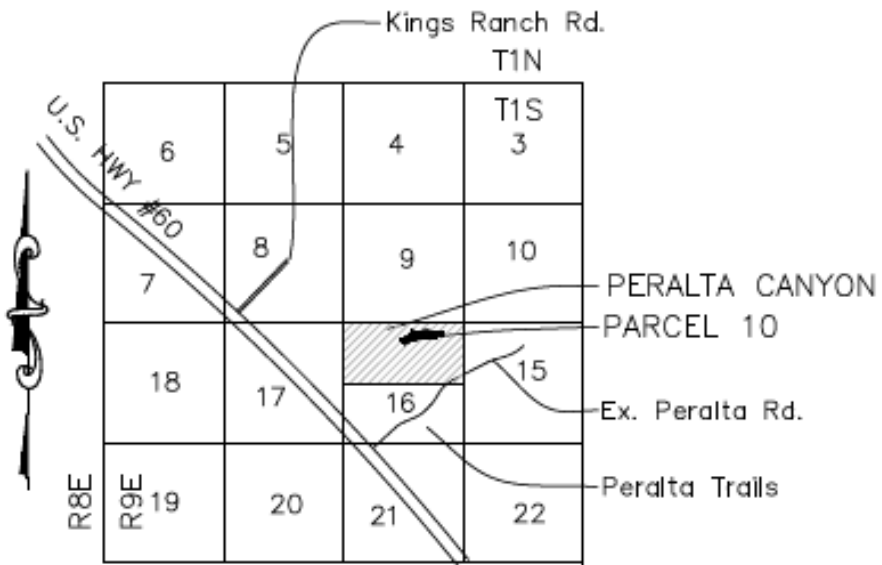 Kings Ranch Rd.
T1N
T1S
U.S. HWY #60
6
5
4
3
7
8
9
10
PERALTA CANYON
PARCEL 10
18
17
16
15
Ex. Peralta Rd.
R8E
R9E
19
20
21
22
Peralta Trails